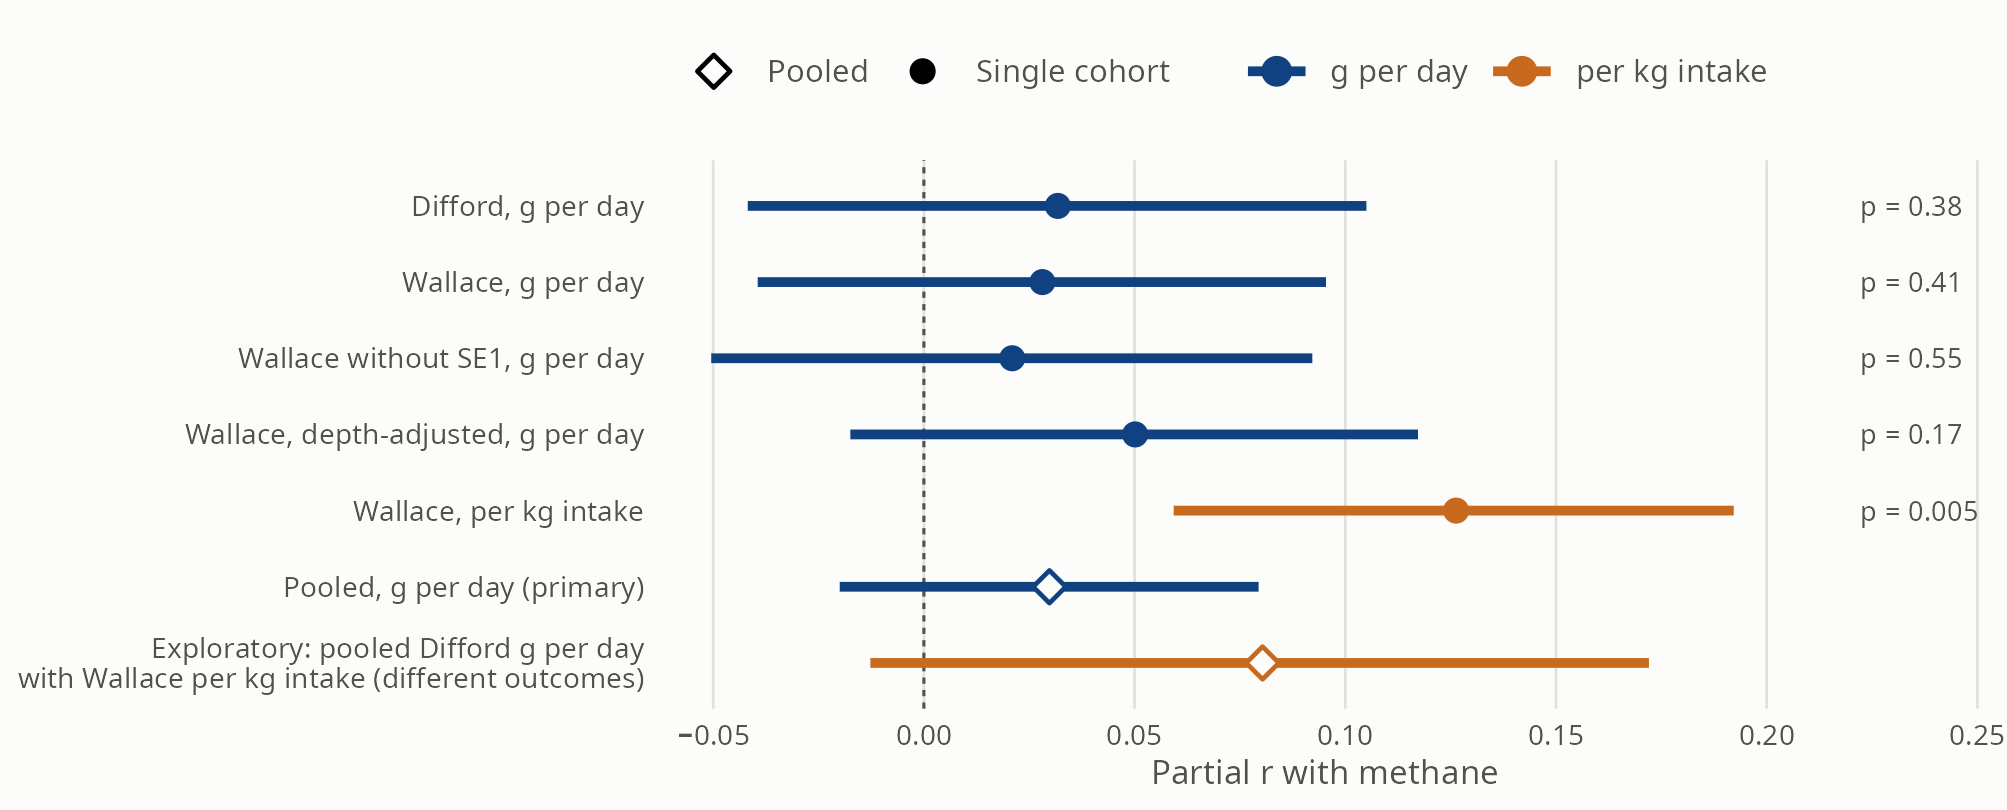 Pooled Single cohort g per day per kg intake
Difford, g per day p = 0.38
Wallace, g per day p = 0.41
Wallace without SE1, g per day p = 0.55
Wallace, depth-adjusted, g per day p = 0.17
Wallace, per kg intake p = 0.005
Pooled, g per day (primary)
Exploratory: pooled Difford g per day
with Wallace per kg intake (different outcomes)
−0.05 0.00 0.05 0.10 0.15 0.20 0.25
Partial r with methane